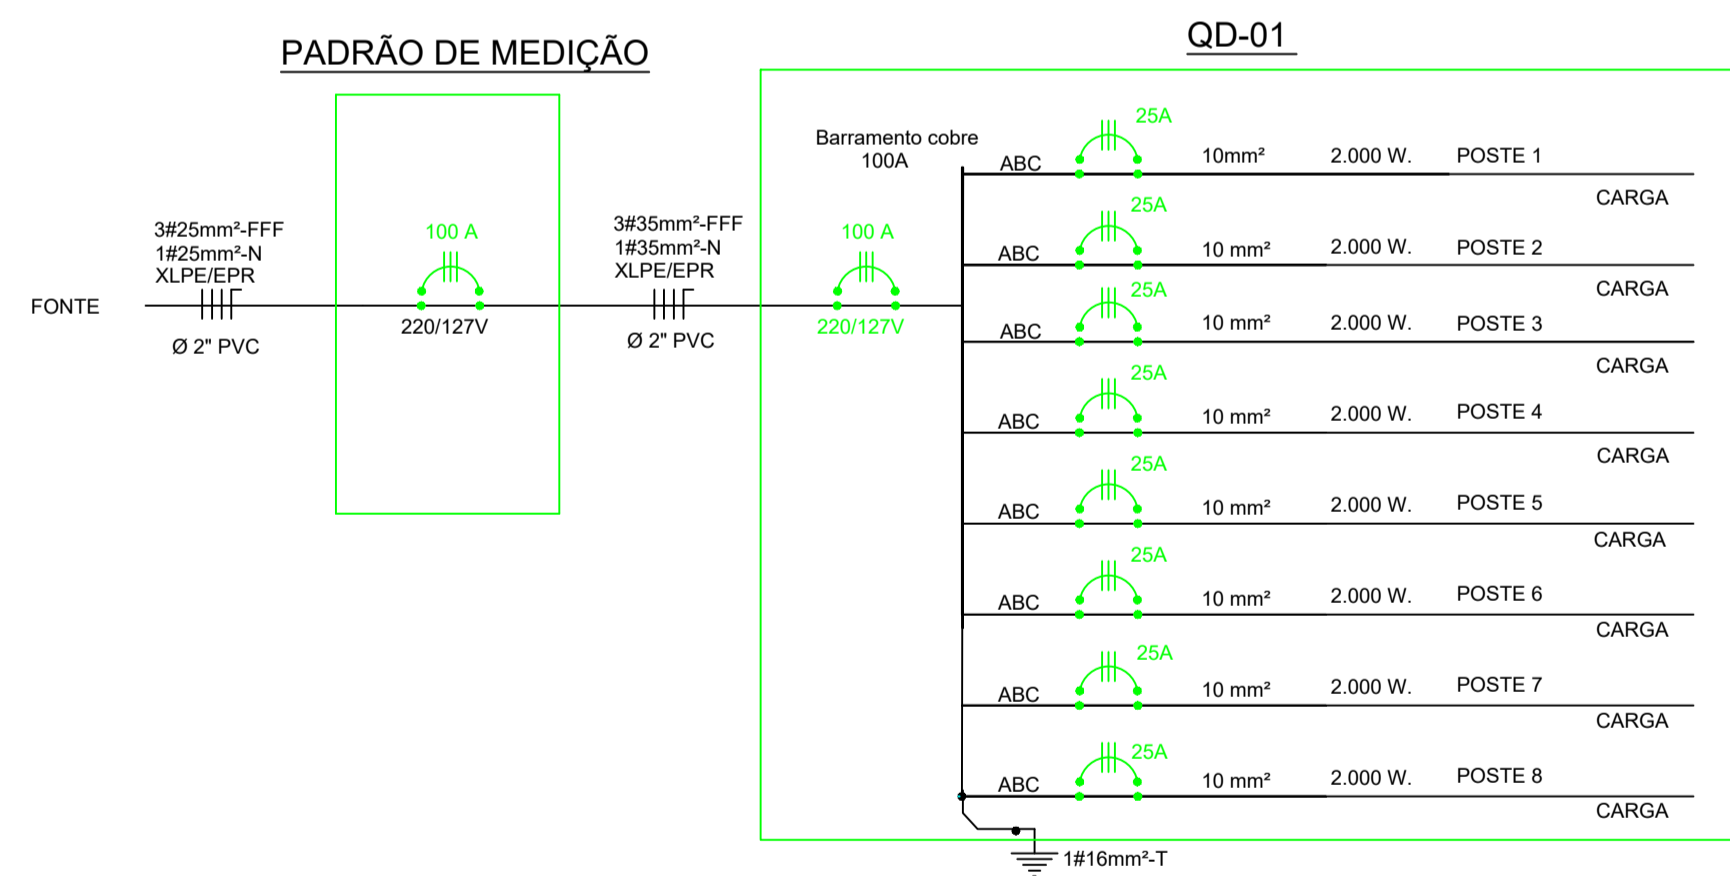 PADRÃO DE MEDIÇÃO
QD-01
FONTE
3#25mm²-FFF
1#25mm²-N
XLPE/EPR
Ø 2" PVC
100 A
220/127V
3#35mm²-FFF
1#35mm²-N
XLPE/EPR
Ø 2" PVC
100 A
220/127V
Barramento cobre
100A
ABC 25A 10mm² 2.000 W. POSTE 1
CARGA
ABC 25A 10 mm² 2.000 W. POSTE 2
CARGA
ABC 25A 10 mm² 2.000 W. POSTE 3
CARGA
ABC 25A 10 mm² 2.000 W. POSTE 4
CARGA
ABC 25A 10 mm² 2.000 W. POSTE 5
CARGA
ABC 25A 10 mm² 2.000 W. POSTE 6
CARGA
ABC 25A 10 mm² 2.000 W. POSTE 7
CARGA
ABC 25A 10 mm² 2.000 W. POSTE 8
CARGA
1#16mm²-T